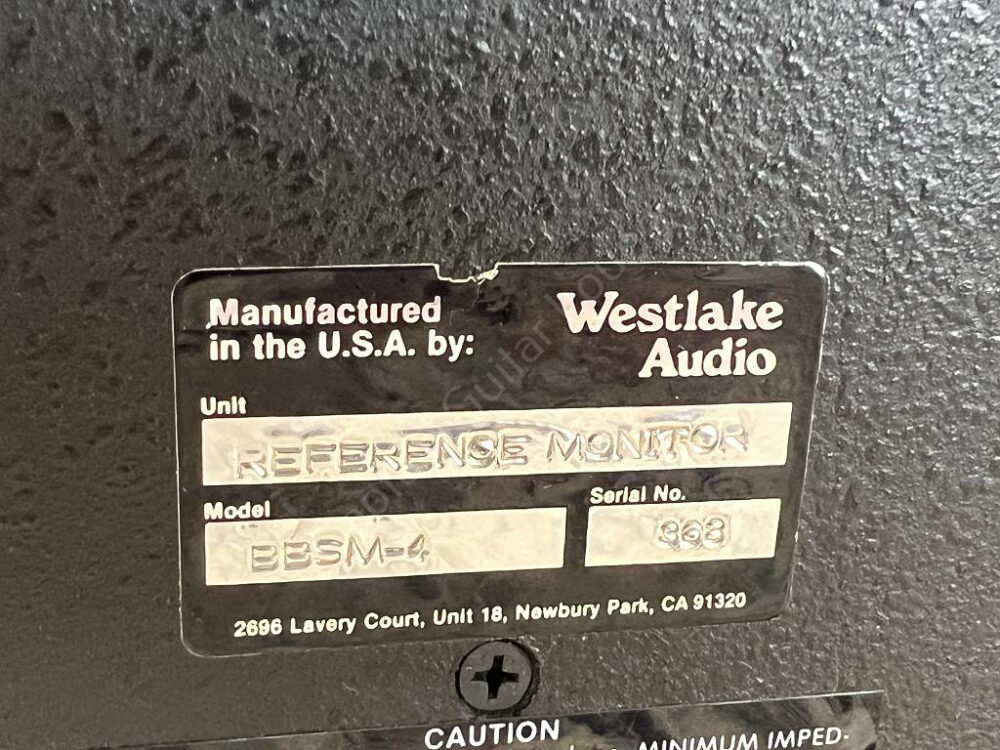 Manufactured
in the U.S.A. by:
Westlake
Audio
Unit
REFERENCE MONITOR
Model
BBSM-4
Serial No.
2696 Lavery Court, Unit 18, Newbury Park, CA 91320
CAUTION
MINIMUM IMPED-